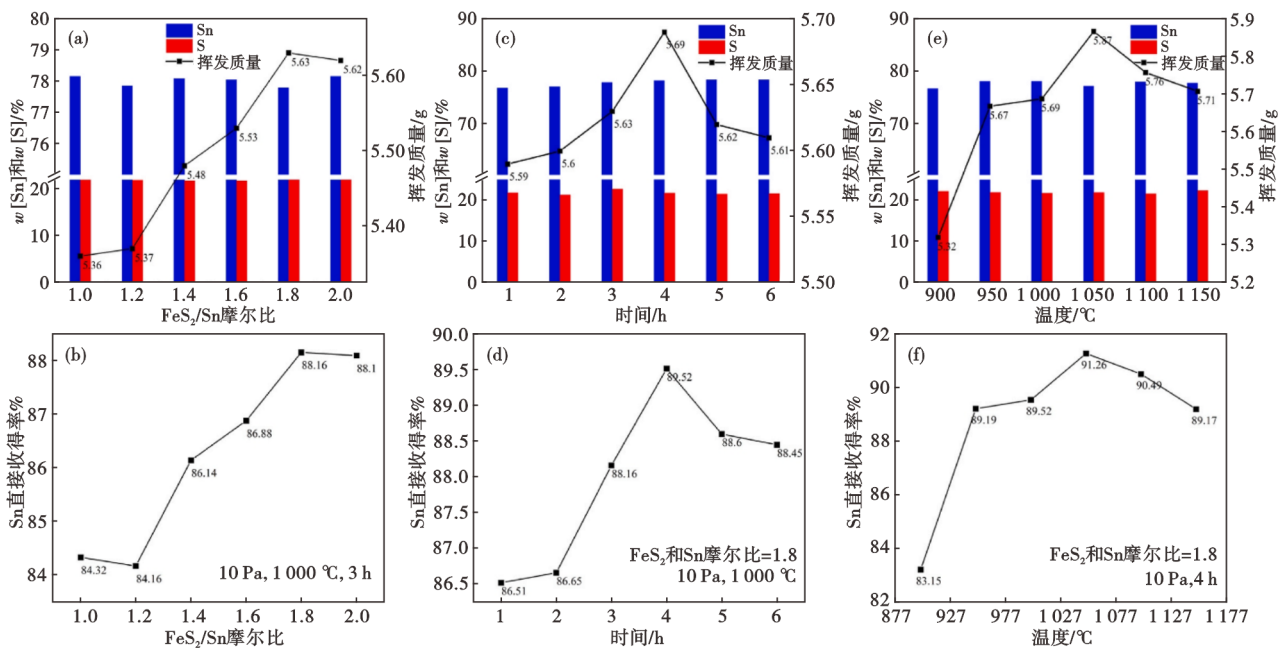 (a)
Sn
S
挥发质量
80
79
78
77
76
20
10
0
w [Sn]和w [S]/%
5.60
5.50
5.40
挥发质量/g
5.36
5.37
5.48
5.53
5.63
5.62
1.0 1.2 1.4 1.6 1.8 2.0
FeS₂/Sn摩尔比
(c)
Sn
S
挥发质量
90
80
70
20
10
0
w [Sn]和w [S]/%
5.70
5.65
5.60
5.55
5.50
挥发质量/g
5.59
5.6
5.63
5.69
5.62
5.61
1 2 3 4 5 6
时间/h
(e)
Sn
S
挥发质量
90
80
70
20
10
0
w [Sn]和w [S]/%
5.9
5.8
5.7
5.6
5.5
5.4
5.3
5.2
挥发质量/g
5.32
5.67
5.69
5.87
5.76
5.71
900 950 1 000 1 050 1 100 1 150
温度/℃
(b)
88
87
86
85
84
Sn直接收得率%
84.32
84.16
86.14
86.88
88.16
88.1
10 Pa, 1 000 ℃, 3 h
1.0 1.2 1.4 1.6 1.8 2.0
FeS₂/Sn摩尔比
(d)
90.0
89.5
89.0
88.5
88.0
87.5
87.0
86.5
Sn直接收得率%
86.51
86.65
88.16
89.52
88.6
88.45
FeS₂和Sn摩尔比=1.8
10 Pa, 1 000 ℃
1 2 3 4 5 6
时间/h
(f)
92
91
90
86
84
83
82
Sn直接收得率%
83.15
89.19
89.52
91.26
90.49
89.17
FeS₂和Sn摩尔比=1.8
10 Pa,4 h
877 927 977 1 027 1 077 1 127 1 177
温度/℃